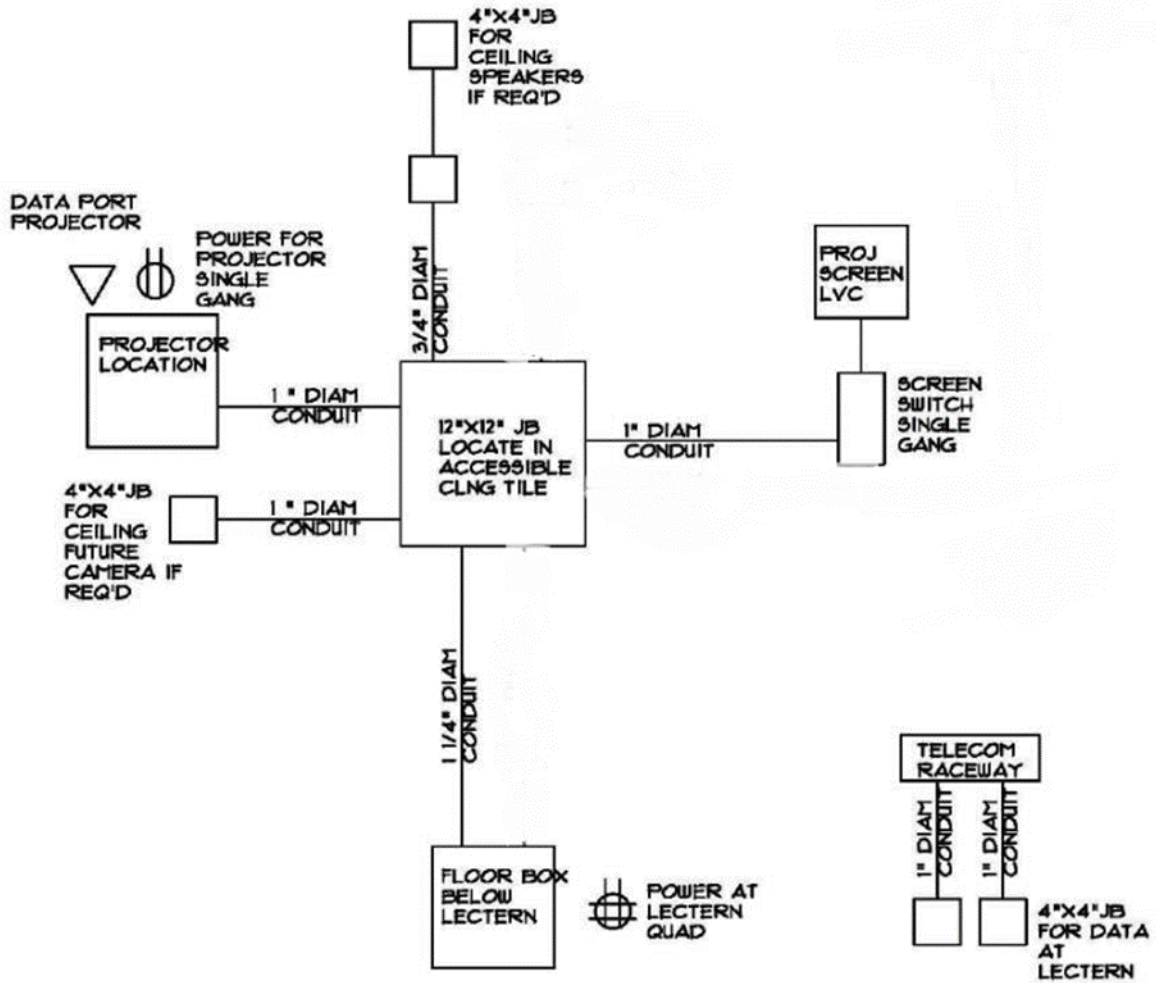 4"X4"JB
FOR
CEILING
SPEAKERS
IF REQ'D
DATA PORT
PROJECTOR
POWER FOR
PROJECTOR
SINGLE
GANG
3/4" DIAM
CONDUIT
PROJ
SCREEN
LVC
PROJECTOR
LOCATION
1 " DIAM
CONDUIT
12"X12" JB
LOCATE IN
ACCESSIBLE
CLNG TILE
1" DIAM
CONDUIT
SCREEN
SWITCH
SINGLE
GANG
4"X4"JB
FOR
CEILING
FUTURE
CAMERA IF
REQ'D
1 " DIAM
CONDUIT
1 1/4" DIAM
CONDUIT
FLOOR BOX
BELOW
LECTERN
POWER AT
LECTERN
QUAD
TELECOM
RACEWAY
1" DIAM
CONDUIT
1" DIAM
CONDUIT
4"X4"JB
FOR DATA
AT
LECTERN